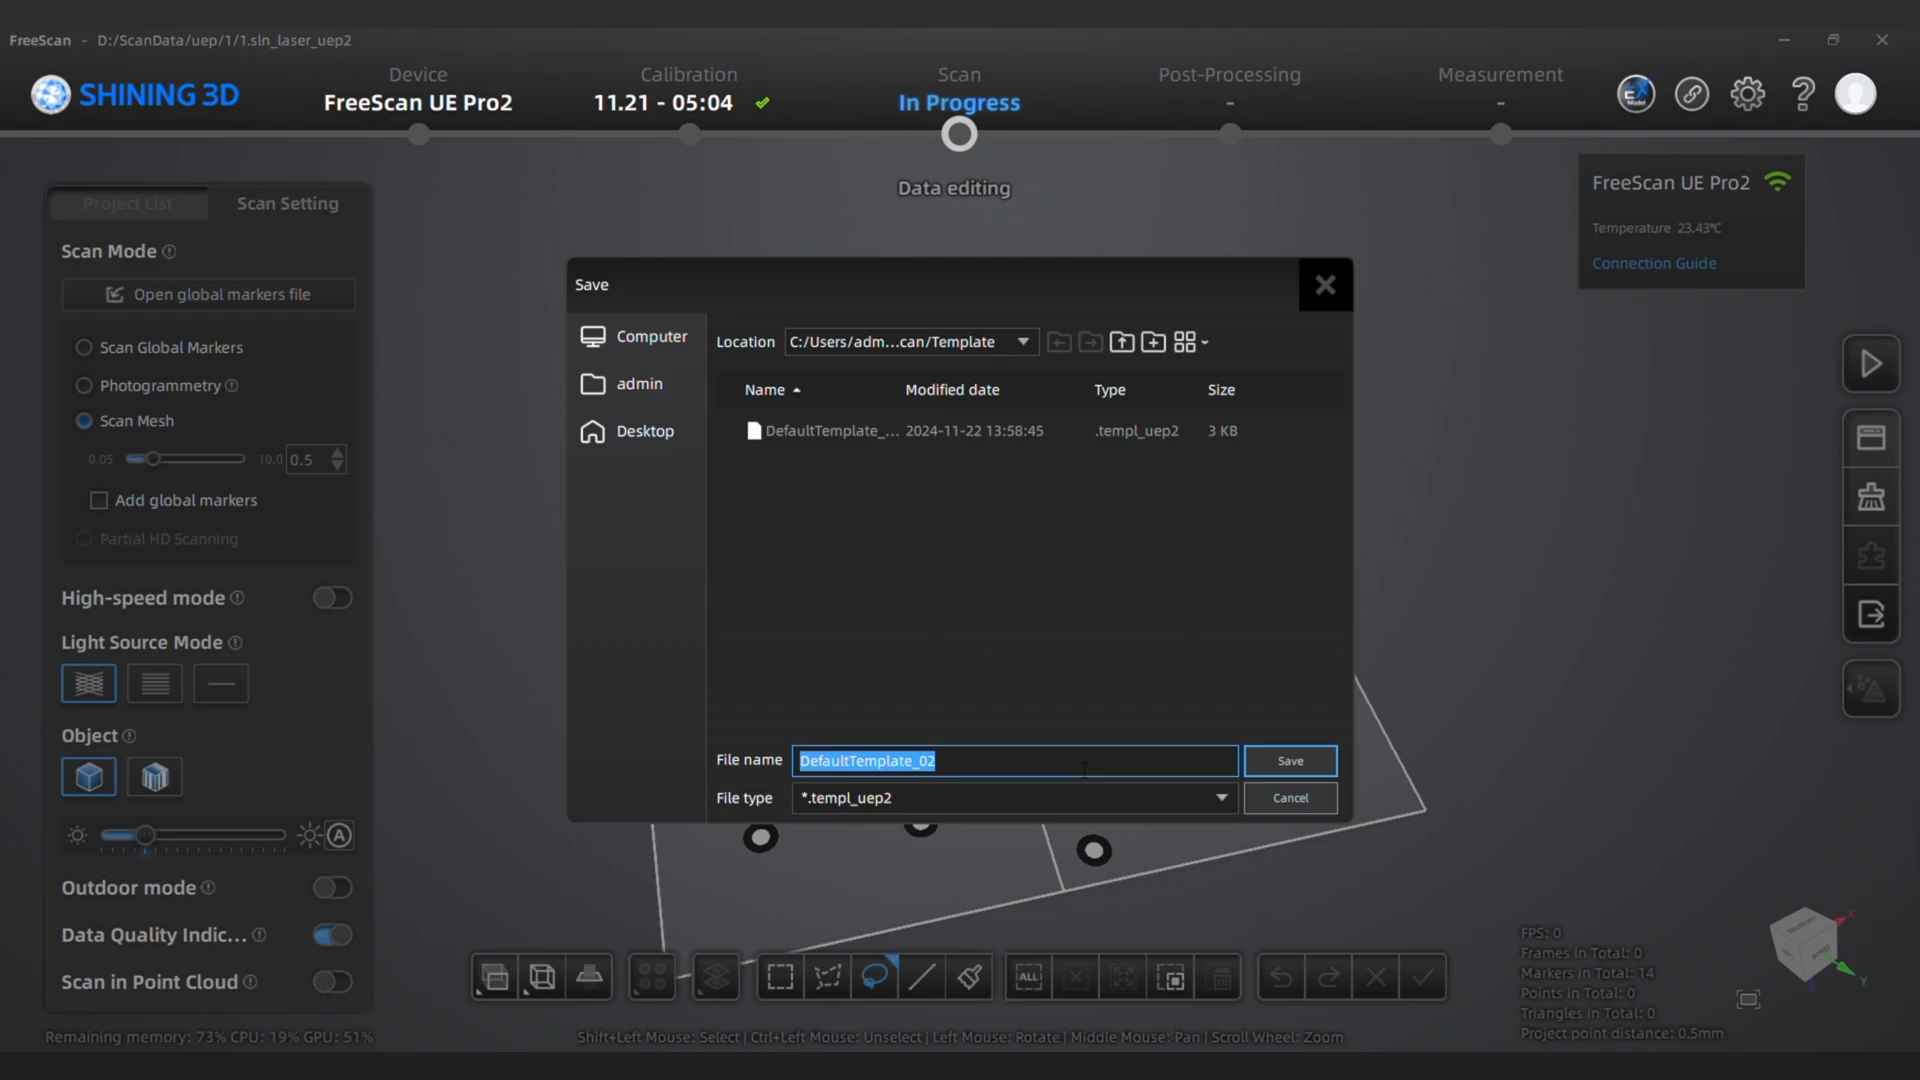 FreeScan - D:/ScanData/uep/1/1.sln_laser_uep2
SHINING 3D
Device
FreeScan UE Pro2
Calibration
11.21 - 05:04
Scan
In Progress
Post-Processing
-
Measurement
-
Data editing
FreeScan UE Pro2
Temperature 23.43℃
Connection Guide
Project List
Scan Setting
Scan Mode
Open global markers file
Scan Global Markers
Photogrammetry
Scan Mesh
0.05
10.0
0.5
Add global markers
Partial HD Scanning
High-speed mode
Light Source Mode
Object
A
Outdoor mode
Data Quality Indic...
Scan in Point Cloud
Remaining memory: 73% CPU: 19% GPU: 51%
Save
Computer
admin
Desktop
Location
C:/Users/adm...can/Template
Name
Modified date
Type
Size
DefaultTemplate_...
2024-11-22 13:58:45
.templ_uep2
3 KB
File name
DefaultTemplate_02
Save
File type
*.templ_uep2
Cancel
ALL
Shift+Left Mouse: Select | Ctrl+Left Mouse: Unselect | Left Mouse: Rotate | Middle Mouse: Pan | Scroll Wheel: Zoom
FPS: 0
Frames in Total: 0
Markers in Total: 14
Points in Total: 0
Triangles in Total: 0
Project point distance: 0.5mm
X
Y